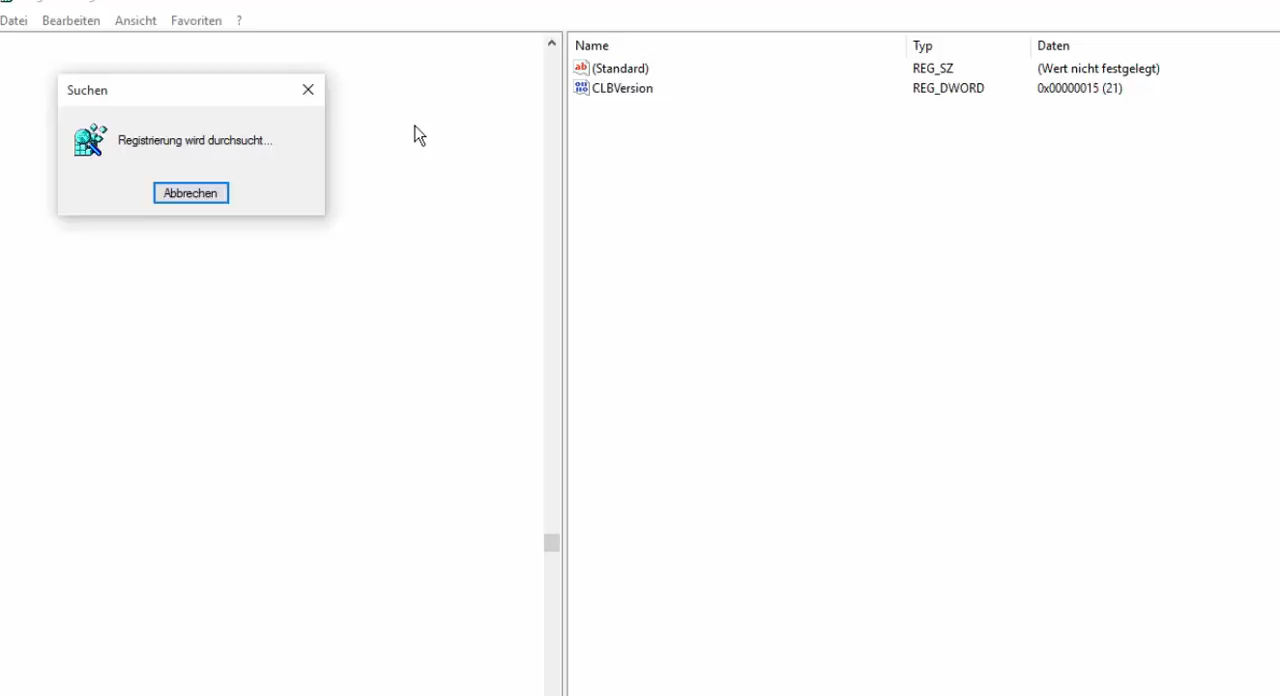 Datei Bearbeiten Ansicht Favoriten ?
Suchen
Registrierung wird durchsucht...
Abbrechen
Name Typ Daten
(Standard) REG_SZ (Wert nicht festgelegt)
CLBVersion REG_DWORD 0x00000015 (21)